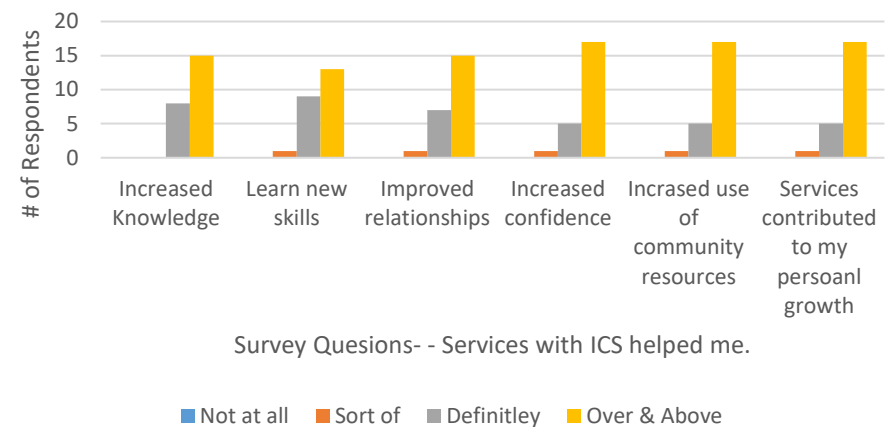 20
15
10
5
0
# of Respondents
Increased
Knowledge
Learn new
skills
Improved
relationships
Increased
confidence
Incrased use
of
community
resources
Services
contributed
to my
persoanl
growth
Survey Quesions- - Services with ICS helped me.
Not at all
Sort of
Definitley
Over & Above